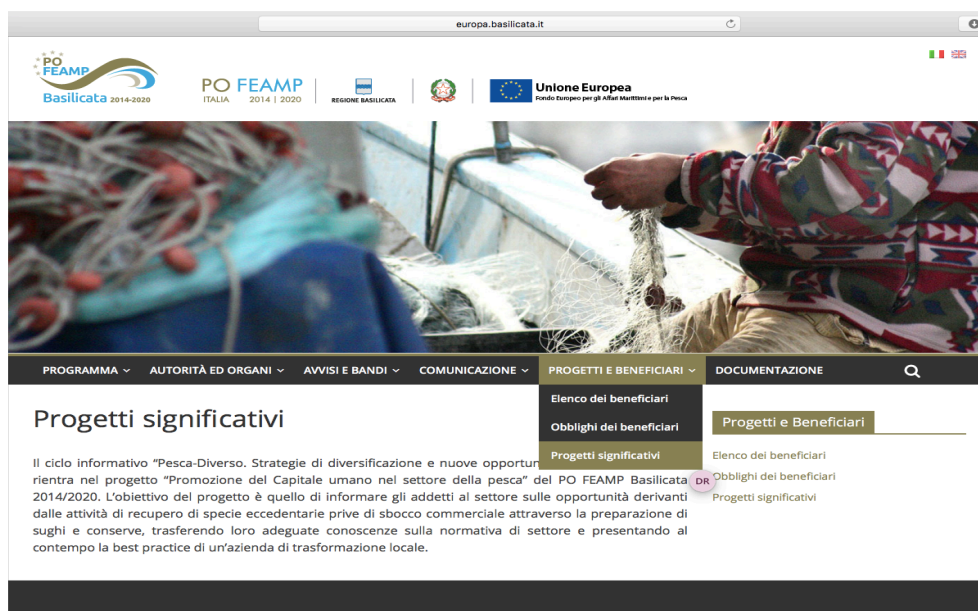 europa.basilicata.it
PO
FEAMP
Basilicata 2014-2020
PO FEAMP
ITALIA 2014 | 2020
REGIONE BASILICATA
Unione Europea
Fondo Europeo per gli Affari Marittimi e per la Pesca
PROGRAMMA AUTORITÀ ED ORGANI AVVISI E BANDI COMUNICAZIONE PROGETTI E BENEFICIARI DOCUMENTAZIONE
Elenco dei beneficiari
Obblighi dei beneficiari
Progetti significativi
Progetti significativi
Il ciclo informativo “Pesca-Diverso. Strategie di diversificazione e nuove
rientra nel progetto “Promozione del Capitale umano nel settore della pesca” del PO FEAMP Basilicata
2014/2020. L’obiettivo del progetto è quello di informare gli addetti al settore sulle opportunità derivanti
dalle attività di recupero di specie eccedentarie prive di sbocco commerciale attraverso la preparazione di
sughi e conserve, trasferendo loro adeguate conoscenze sulla normativa di settore e presentando al
contempo la best practice di un’azienda di trasformazione locale.
Progetti e Beneficiari
Elenco dei beneficiari
DR
Obblighi dei beneficiari
Progetti significativi